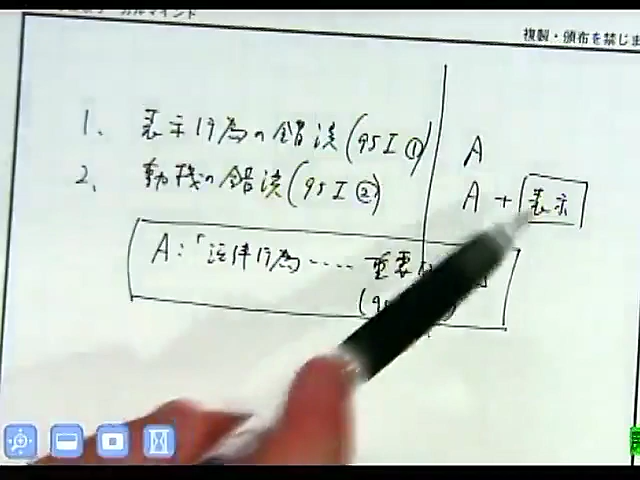 複製・頒布を禁じま
1、 表示行為の錯誤(95Ⅰ①) A
2、 動機の錯誤(95Ⅰ②) A + 表示
A:「法律行為‥‥ 重要